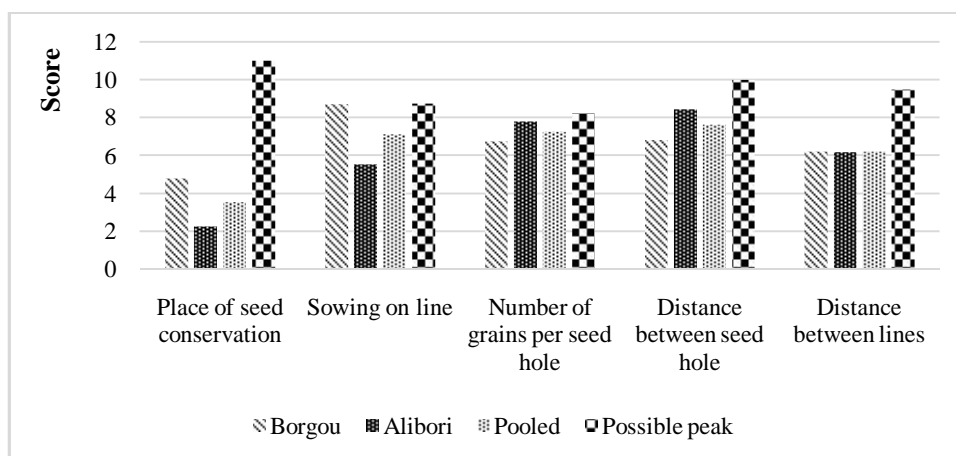 12
10
8
6
4
2
0
Score
Place of seed
conservation
Sowing on line
Number of
grains per seed
hole
Distance
between seed
hole
Distance
between lines
Borgou
Alibori
Pooled
Possible peak